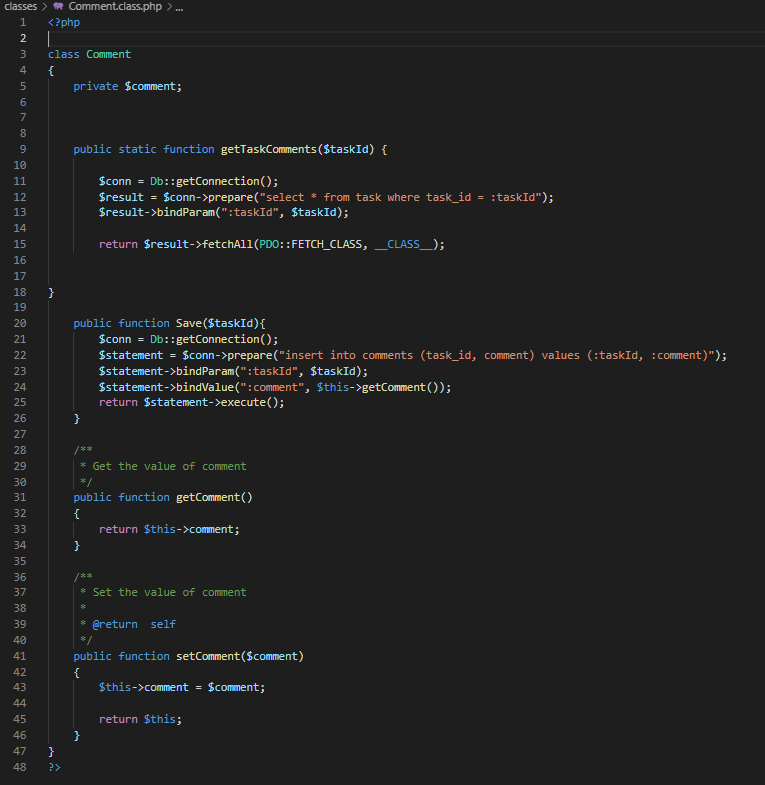 classes > Comment.class.php > ...
1 <?php
2
3 class Comment
4 {
5     private $comment;
6
7
8
9     public static function getTaskComments($taskId) {
10
11         $conn = Db::getConnection();
12         $result = $conn->prepare("select * from task where task_id = :taskId");
13         $result->bindParam(":taskId", $taskId);
14
15         return $result->fetchAll(PDO::FETCH_CLASS, __CLASS__);
16
17
18 }
19
20     public function Save($taskId){
21         $conn = Db::getConnection();
22         $statement = $conn->prepare("insert into comments (task_id, comment) values (:taskId, :comment)");
23         $statement->bindParam(":taskId", $taskId);
24         $statement->bindValue(":comment", $this->getComment());
25         return $statement->execute();
26     }
27
28     /**
29      * Get the value of comment
30      */
31     public function getComment()
32     {
33         return $this->comment;
34     }
35
36     /**
37      * Set the value of comment
38      *
39      * @return  self
40      */
41     public function setComment($comment)
42     {
43         $this->comment = $comment;
44
45         return $this;
46     }
47 }
48 ?>